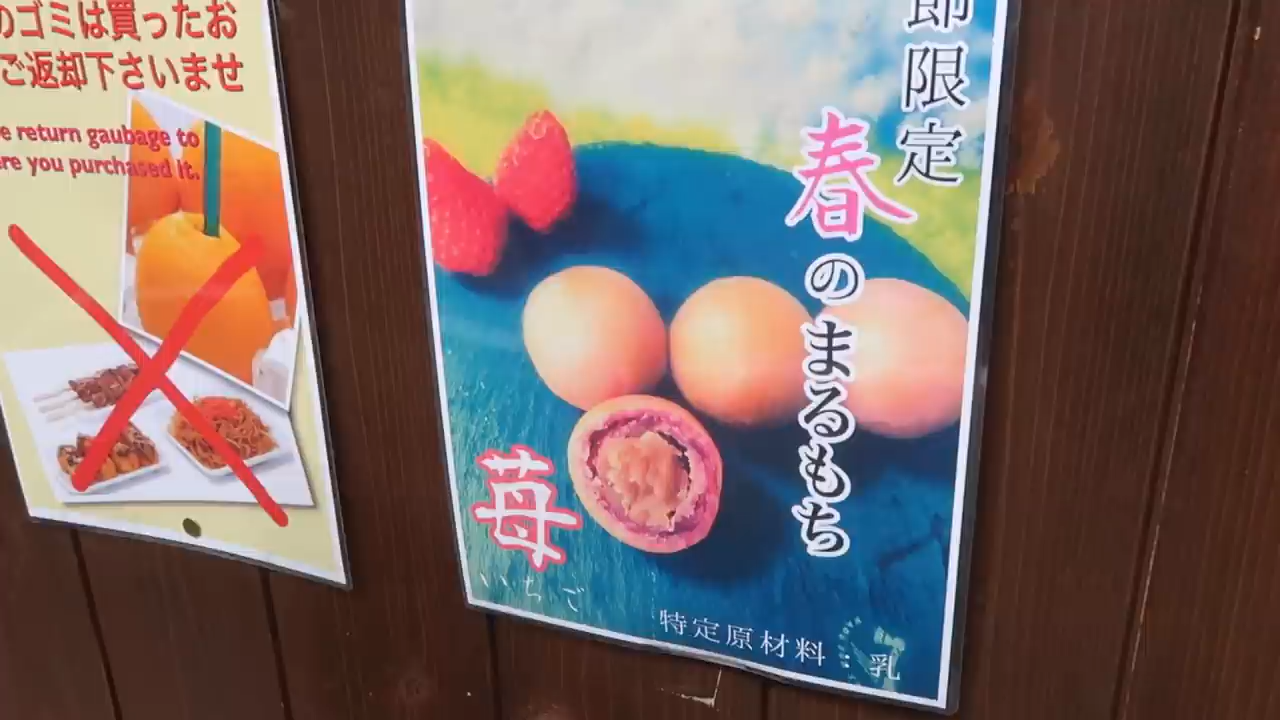 のゴミは買ったお
ご返却下さいませ
e return gaubage to
ere you purchased it.
節限定
春のまるもち
苺
いちご
特定原材料：乳